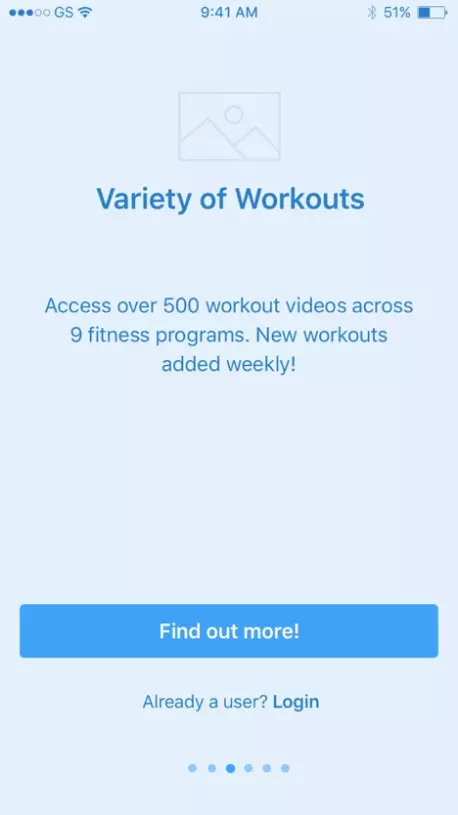 GS 9:41 AM 51%
Variety of Workouts
Access over 500 workout videos across
9 fitness programs. New workouts
added weekly!
Find out more!
Already a user? Login